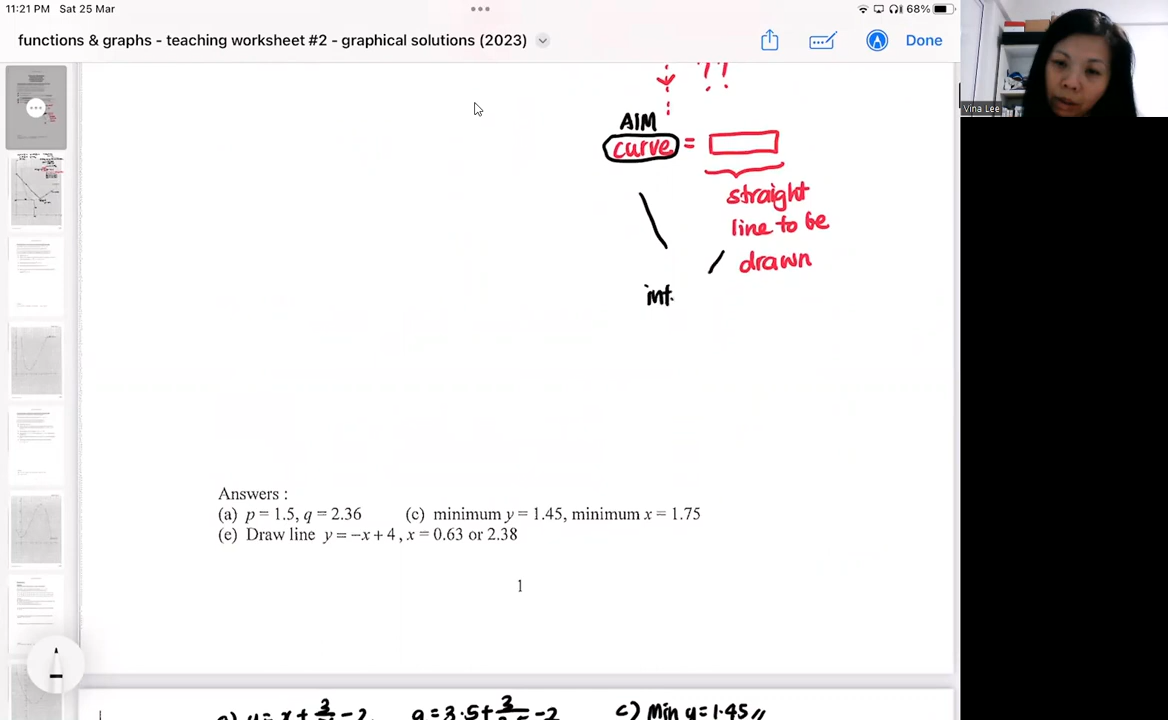 11:21 PM Sat 25 Mar
68%
functions & graphs - teaching worksheet #2 - graphical solutions (2023)
Done
Vina Lee
!!
AIM
curve =
straight
line to be
drawn
int.
Answers :
(a) p = 1.5, q = 2.36 (c) minimum y = 1.45, minimum x = 1.75
(e) Draw line y = −x + 4 , x = 0.63 or 2.38
1
c) min y = 1.45 //